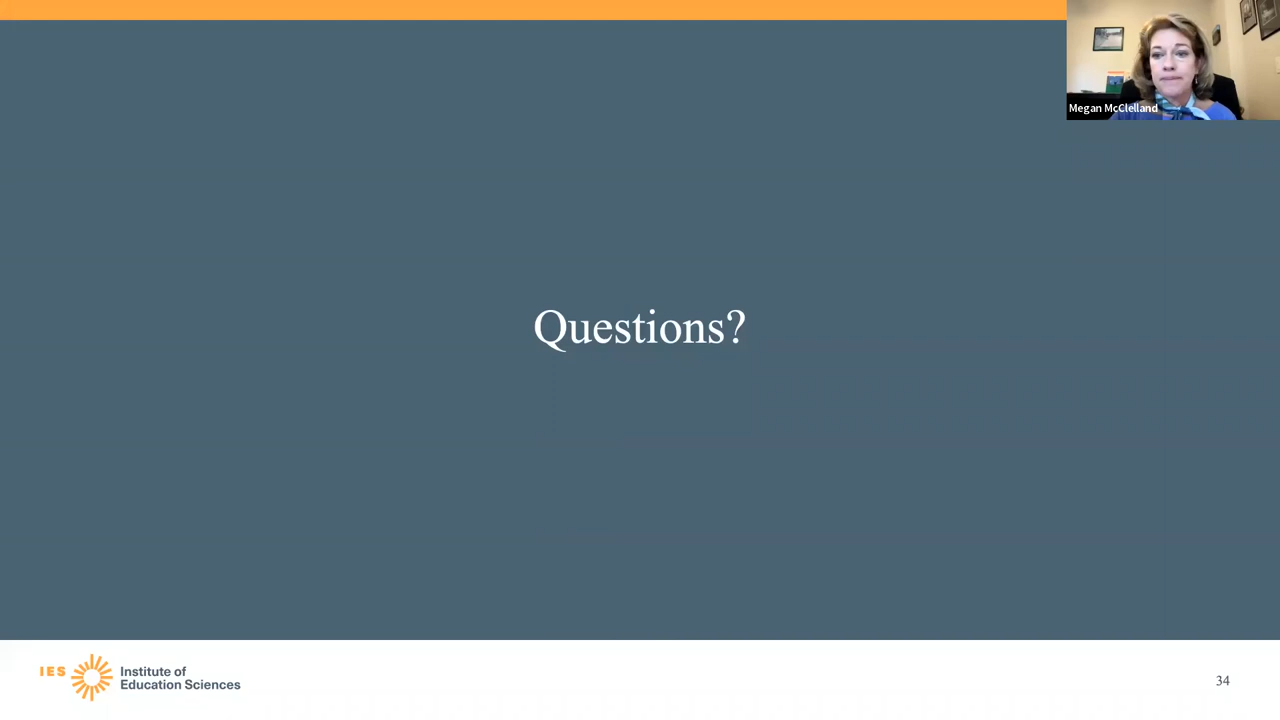 Megan McClelland
Questions?
IES
Institute of
Education Sciences
34